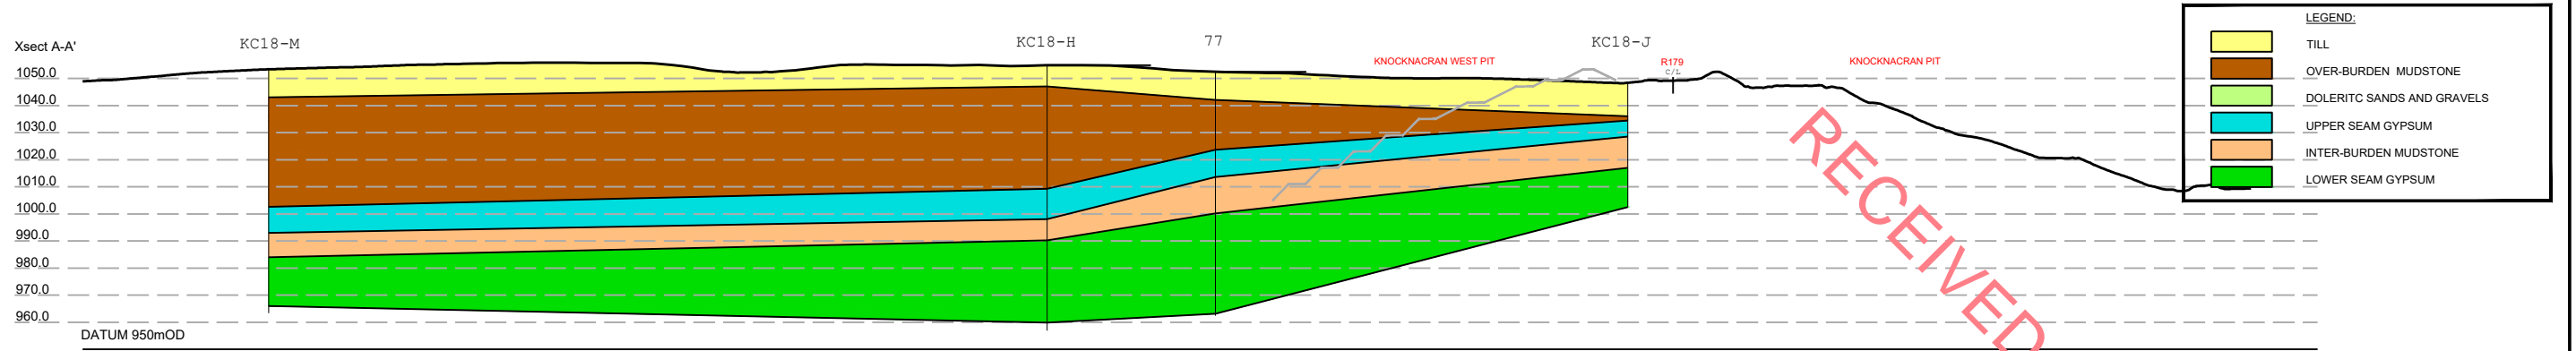 Xsect A-A'
KC18-M
KC18-H
77
KC18-J
KNOCKNACRAN WEST PIT
R179
C/L
KNOCKNACRAN PIT
1050.0
1040.0
1030.0
1020.0
1010.0
1000.0
990.0
980.0
970.0
960.0
DATUM 950mOD
RECEIVED
LEGEND:
TILL
OVER-BURDEN MUDSTONE
DOLERITC SANDS AND GRAVELS
UPPER SEAM GYPSUM
INTER-BURDEN MUDSTONE
LOWER SEAM GYPSUM